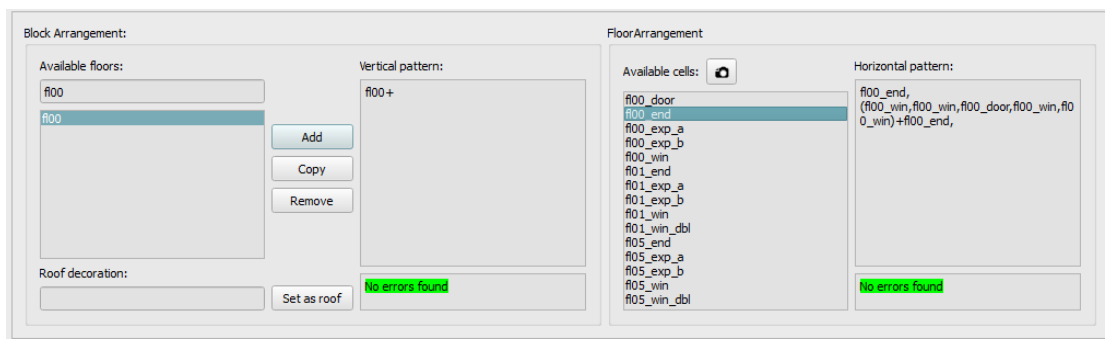 Block Arrangement:
Available floors:
fl00
fl00
Add
Copy
Remove
Roof decoration:
Set as roof
Vertical pattern:
fl00+
No errors found
FloorArrangement
Available cells:
fl00_door
fl00_end
fl00_exp_a
fl00_exp_b
fl00_win
fl01_end
fl01_exp_a
fl01_exp_b
fl01_win
fl01_win_dbl
fl05_end
fl05_exp_a
fl05_exp_b
fl05_win
fl05_win_dbl
Horizontal pattern:
fl00_end,
(fl00_win,fl00_win,fl00_door,fl00_win,fl0
0_win)+fl00_end,
No errors found